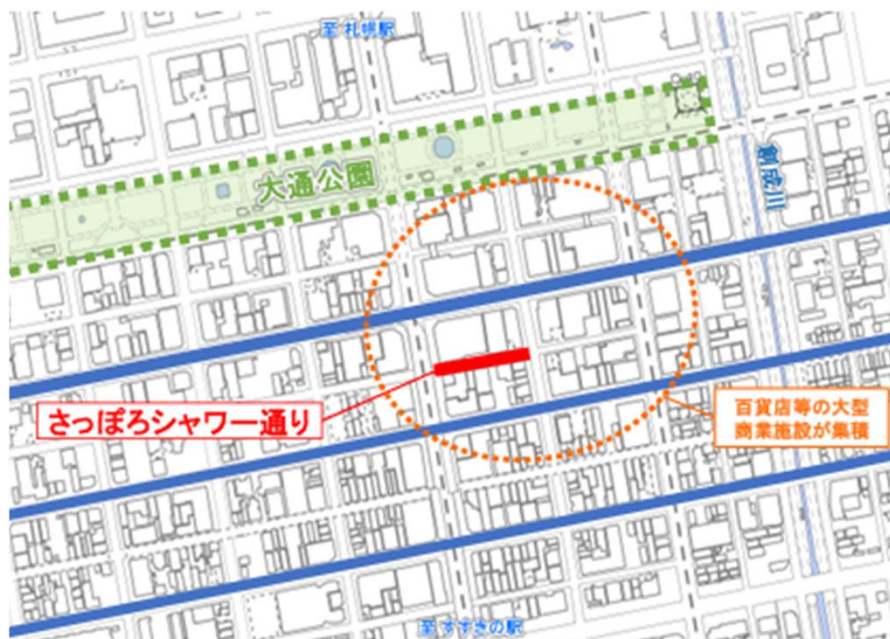 至 札幌駅
大通公園
創成川
さっぽろシャワー通り
百貨店等の大型
商業施設が集積
至 すすきの駅